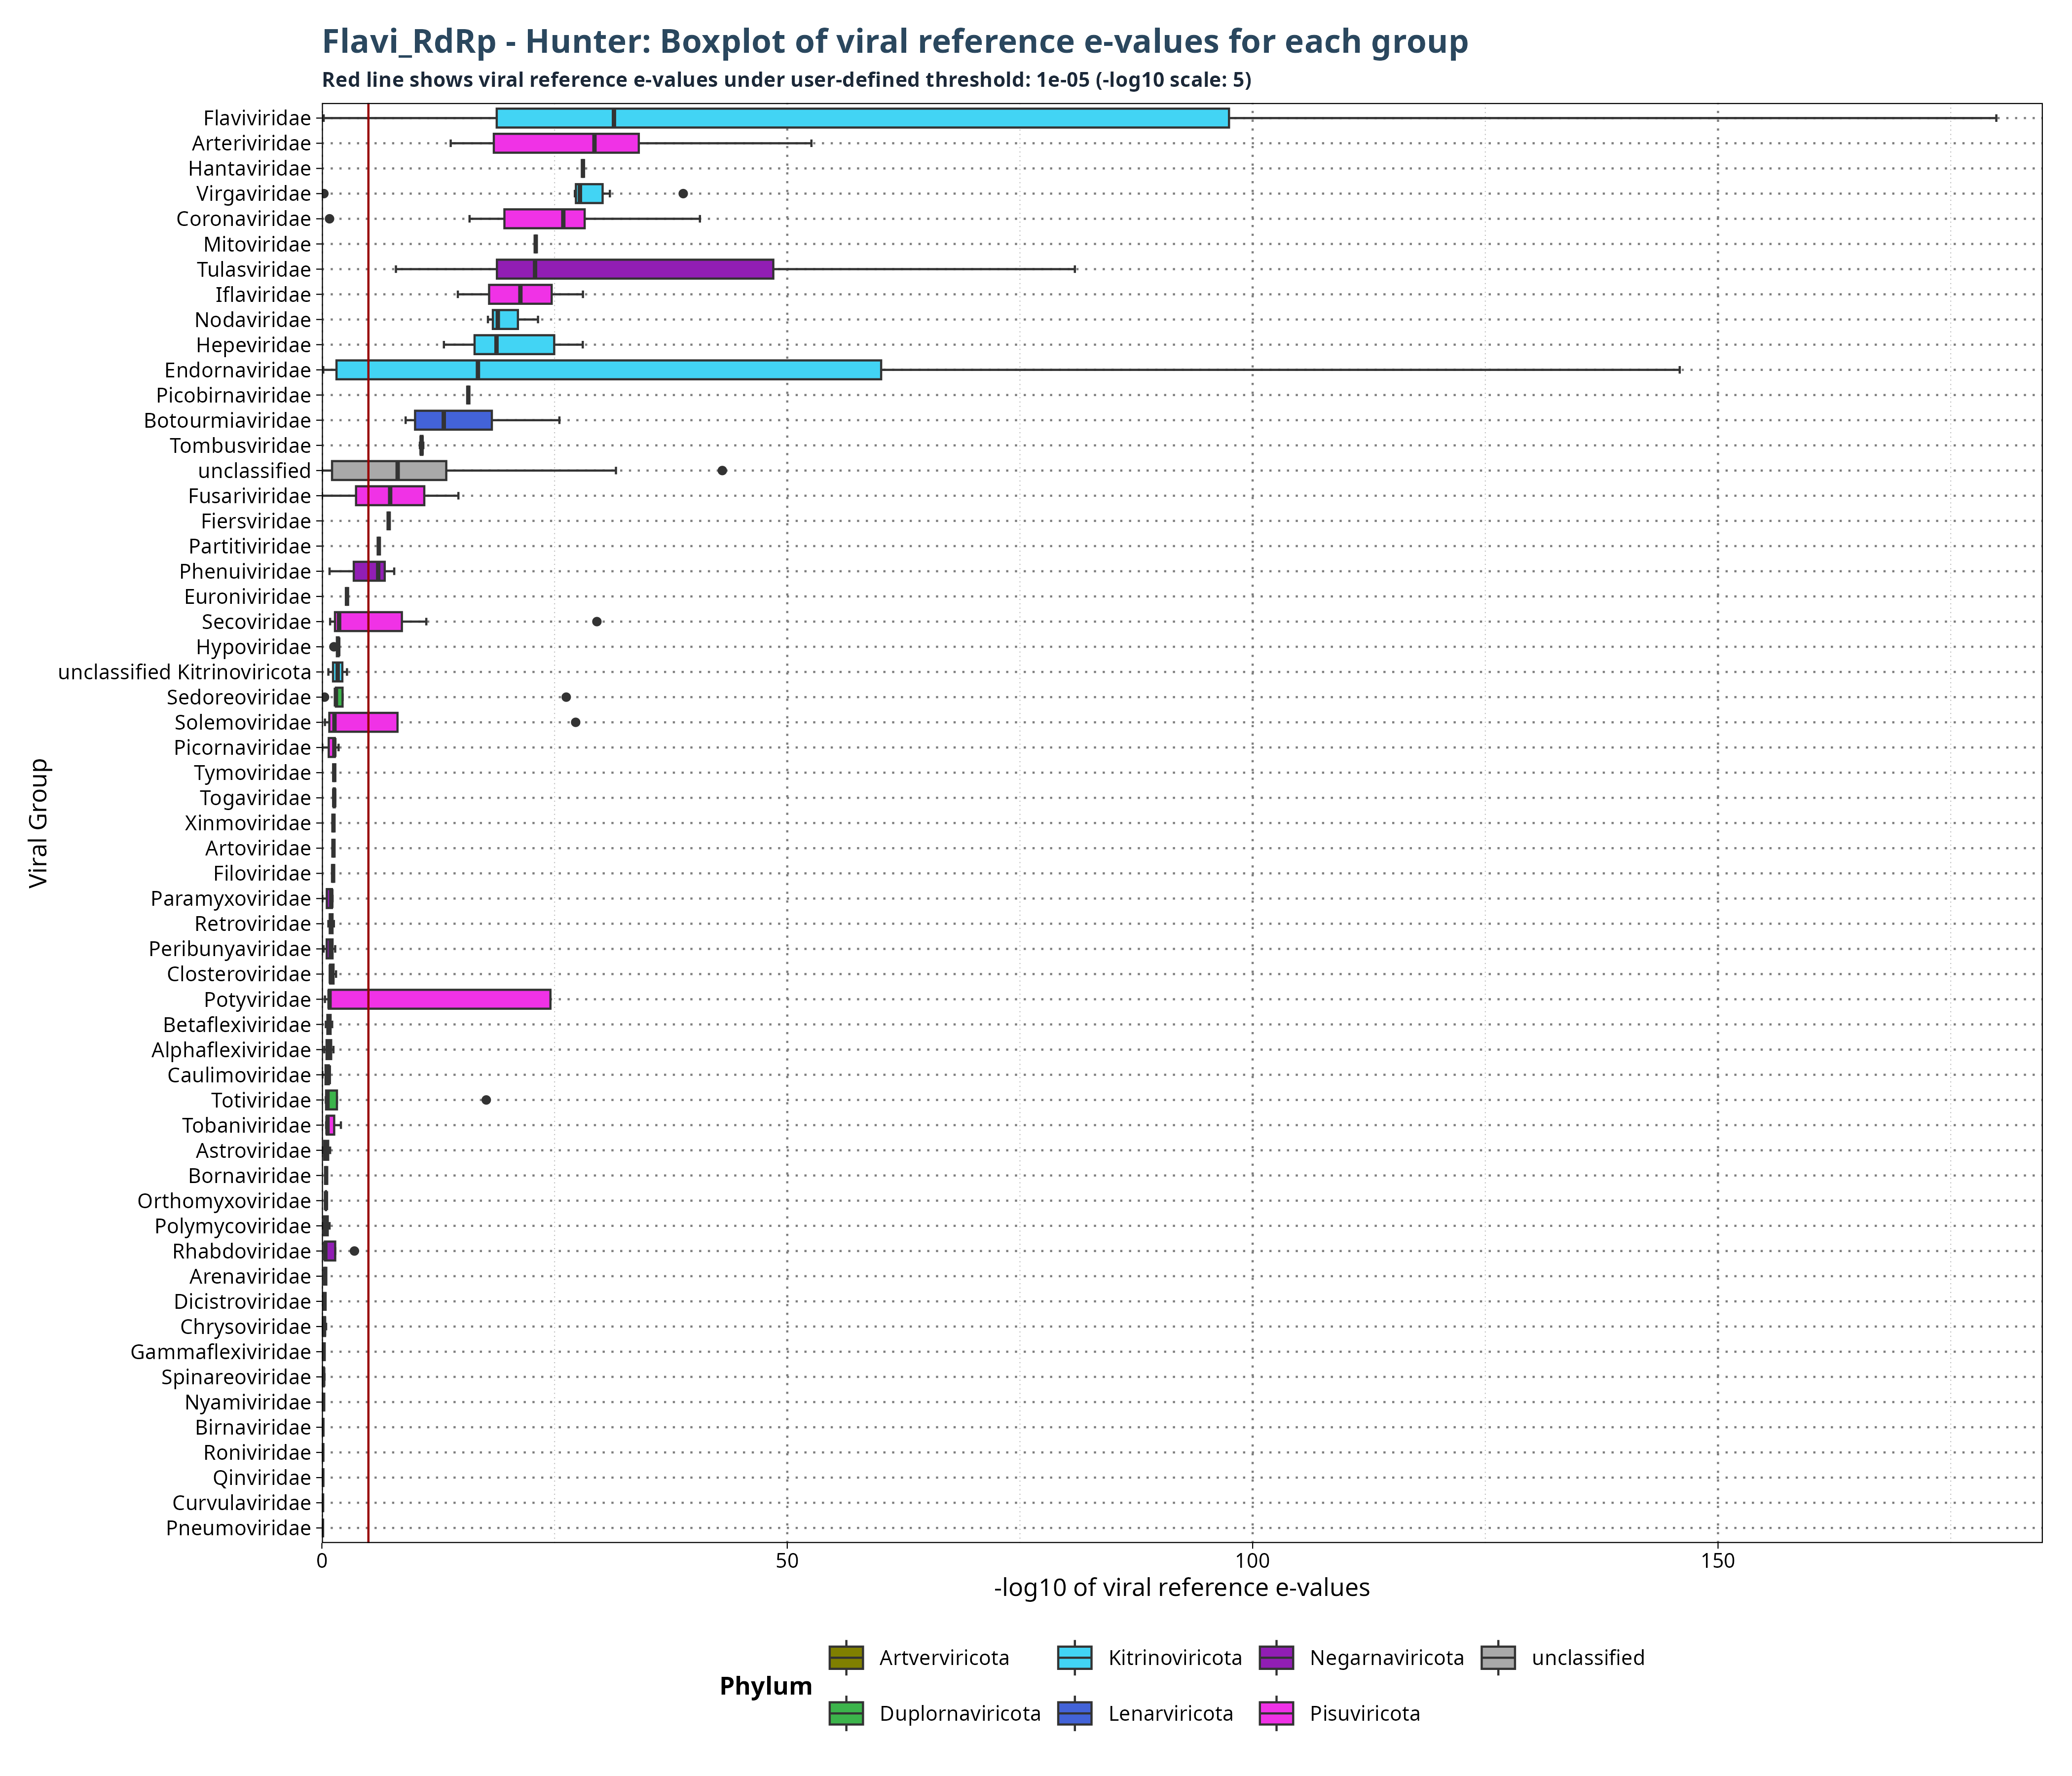 Flavi_RdRp - Hunter: Boxplot of viral reference e-values for each group
Red line shows viral reference e-values under user-defined threshold: 1e-05 (-log10 scale: 5)
Viral Group
Flaviviridae
Arteriviridae
Hantaviridae
Virgaviridae
Coronaviridae
Mitoviridae
Tulasviridae
Iflaviridae
Nodaviridae
Hepeviridae
Endornaviridae
Picobirnaviridae
Botourmiaviridae
Tombusviridae
unclassified
Fusariviridae
Fiersviridae
Partitiviridae
Phenuiviridae
Euroniviridae
Secoviridae
Hypoviridae
unclassified Kitrinoviricota
Sedoreoviridae
Solemoviridae
Picornaviridae
Tymoviridae
Togaviridae
Xinmoviridae
Artoviridae
Filoviridae
Paramyxoviridae
Retroviridae
Peribunyaviridae
Closteroviridae
Potyviridae
Betaflexiviridae
Alphaflexiviridae
Caulimoviridae
Totiviridae
Tobaniviridae
Astroviridae
Bornaviridae
Orthomyxoviridae
Polymycoviridae
Rhabdoviridae
Arenaviridae
Dicistroviridae
Chrysoviridae
Gammaflexiviridae
Spinareoviridae
Nyamiviridae
Birnaviridae
Roniviridae
Qinviridae
Curvulaviridae
Pneumoviridae
0 50 100 150
-log10 of viral reference e-values
Phylum
Artverviricota Kitrinoviricota Negarnaviricota unclassified
Duplornaviricota Lenarviricota Pisuviricota